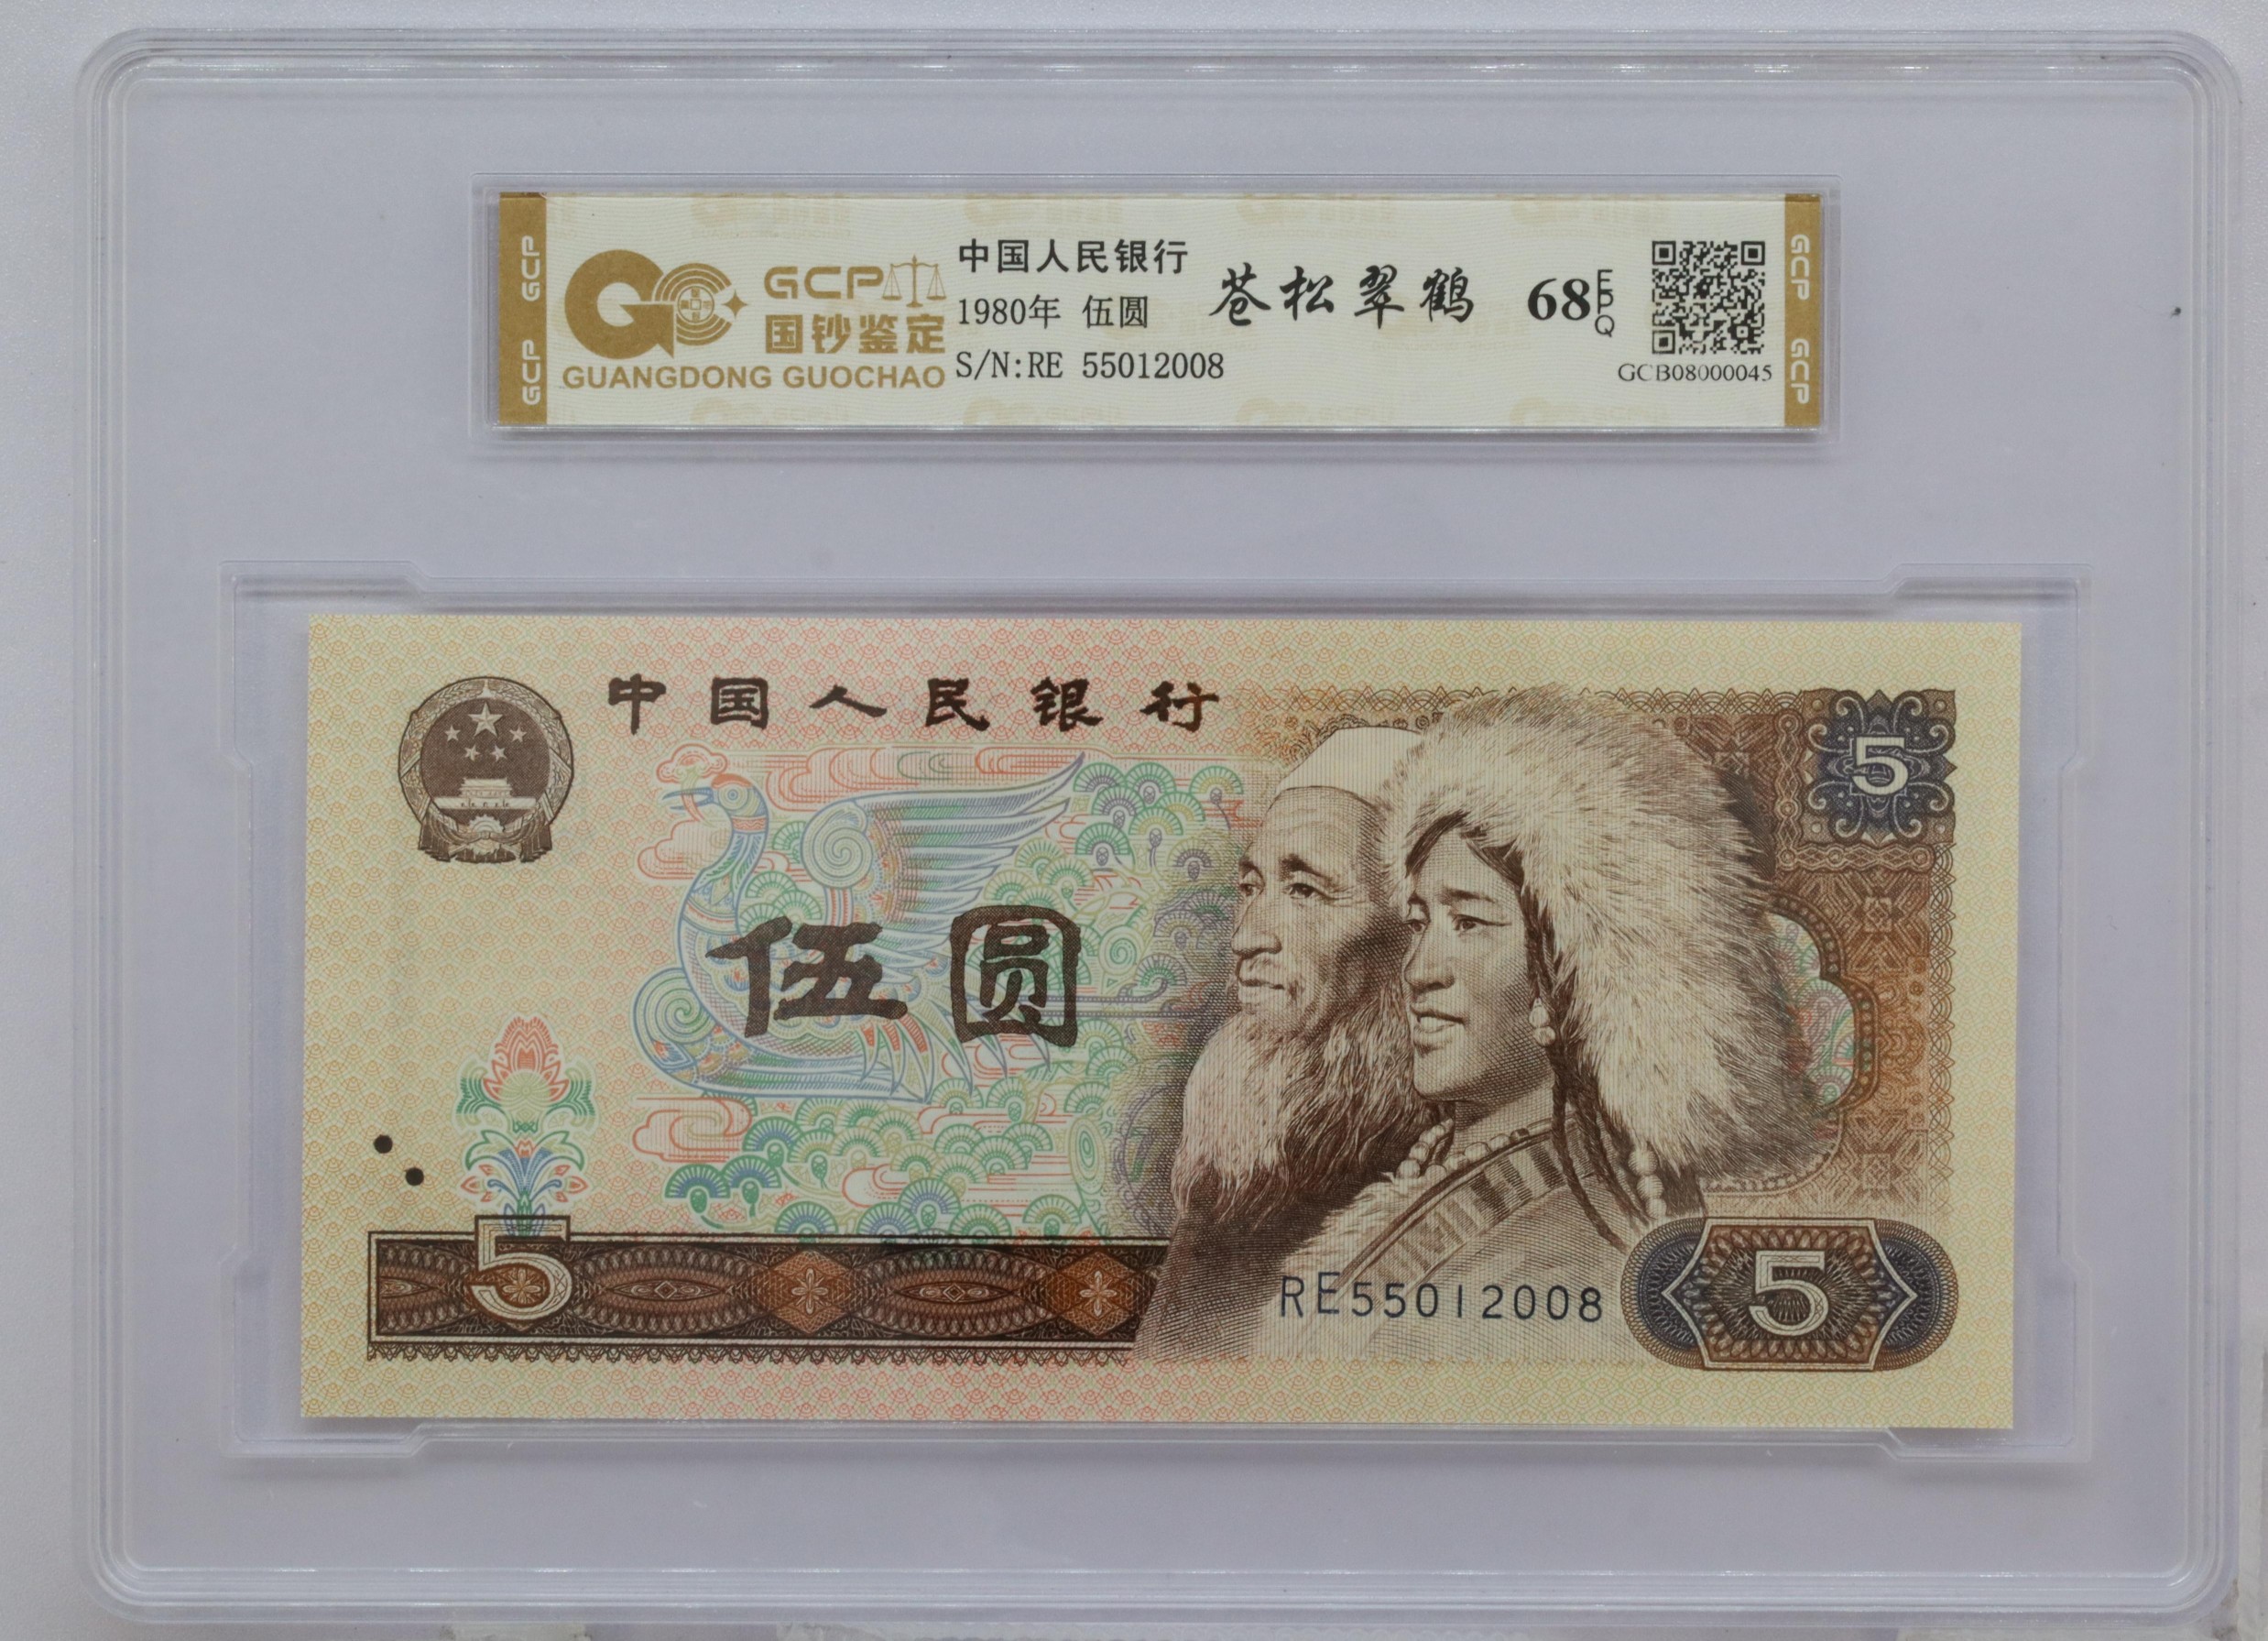 GCP GCP
GCP
国钞鉴定
GUANGDONG GUOCHAO
中国人民银行
1980年 伍圆
S/N:RE 55012008
苍松翠鹤
68 EPQ
GCB08000045
GCP GCP
中国人民银行
5
伍圆
5
RE55012008
5